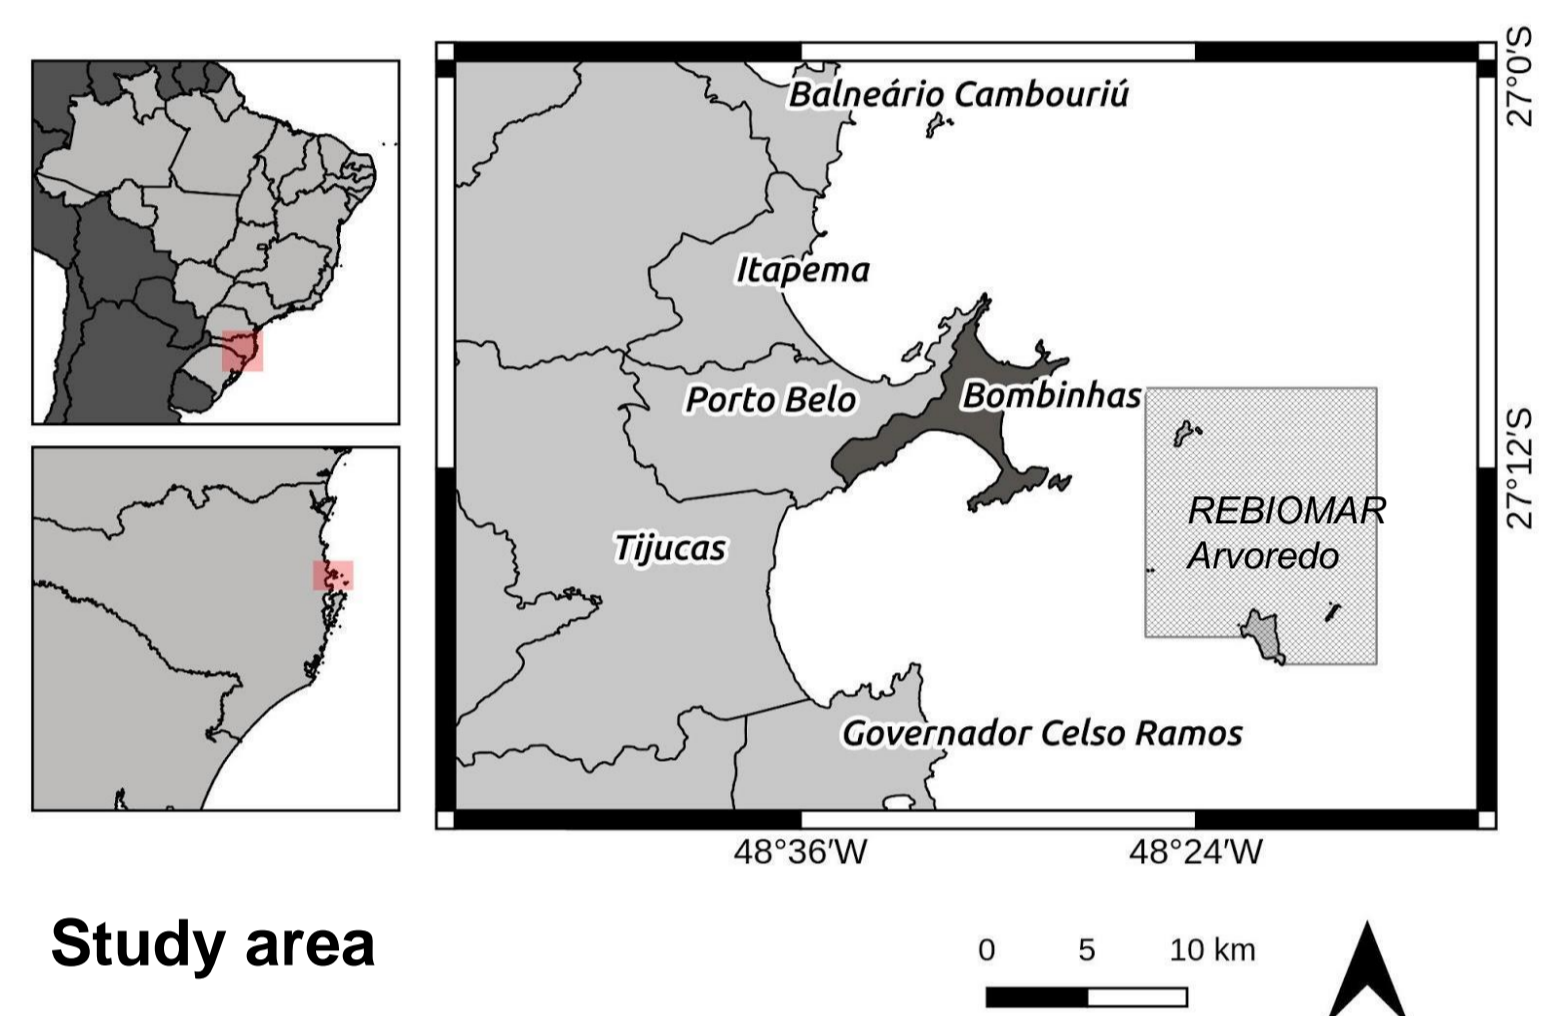 Balneário Cambouriú
27°0'S
Itapema
Porto Belo
Bombinhas
27°12'S
REBIOMAR
Arvoredo
Tijucas
Governador Celso Ramos
48°36'W
48°24'W
Study area
0 5 10 km